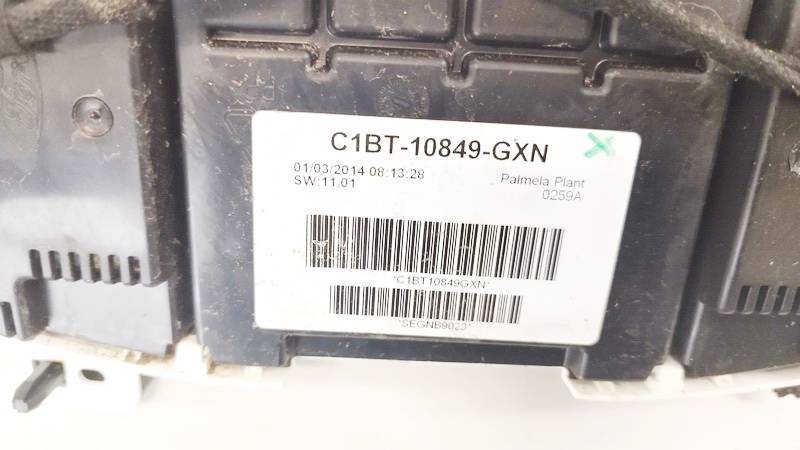 C1BT-10849-GXN
01/03/2014 08:13:28 Palmela Plant
SW:11.01 0259A
*C1BT10849GXN*
*SEGNB9023*